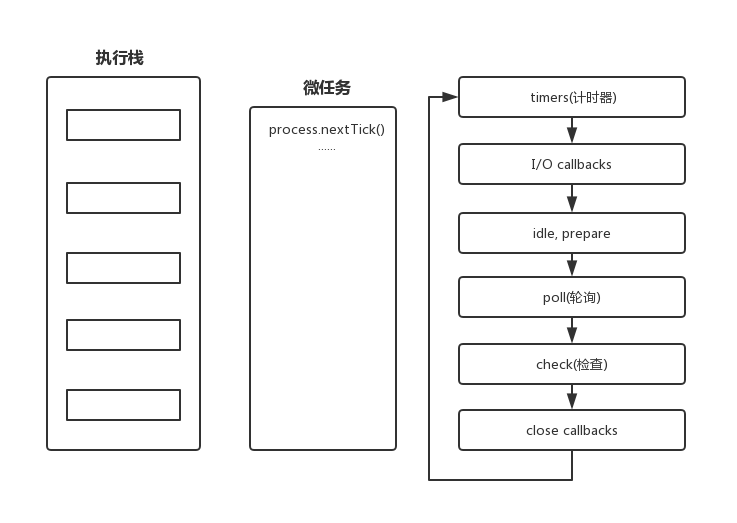 执行栈
微任务
process.nextTick()
......
timers(计时器)
I/O callbacks
idle, prepare
poll(轮询)
check(检查)
close callbacks